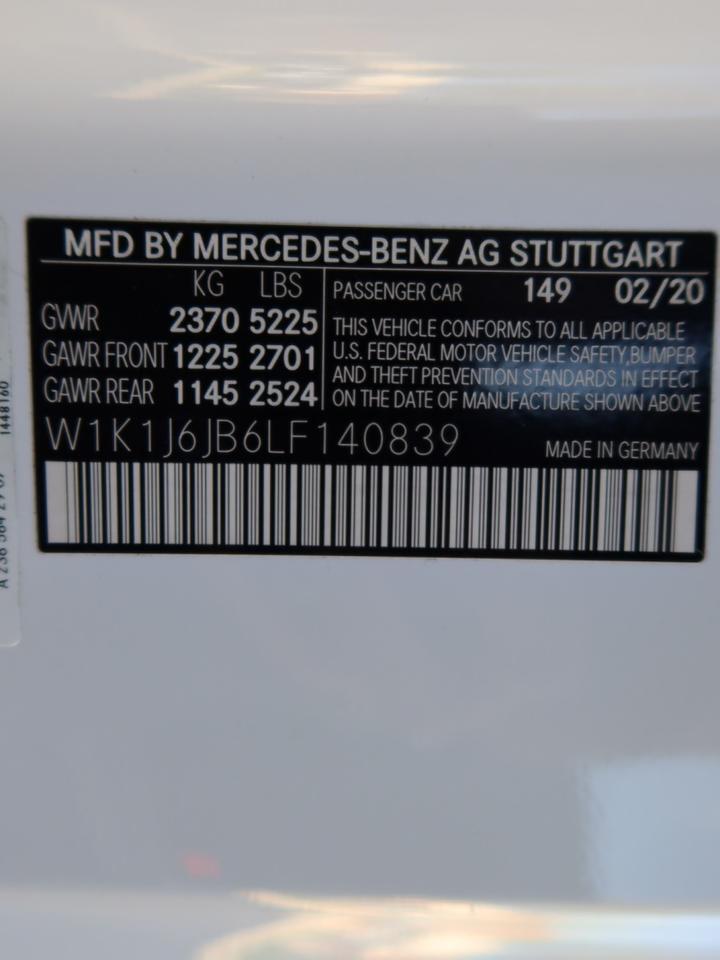 MFD BY MERCEDES-BENZ AG STUTTGART
KG LBS
GVWR 2370 5225
GAWR FRONT 1225 2701
GAWR REAR 1145 2524
PASSENGER CAR 149 02/20
THIS VEHICLE CONFORMS TO ALL APPLICABLE
U.S. FEDERAL MOTOR VEHICLE SAFETY,BUMPER
AND THEFT PREVENTION STANDARDS IN EFFECT
ON THE DATE OF MANUFACTURE SHOWN ABOVE
W1K1J6JB6LF140839
MADE IN GERMANY
1448160